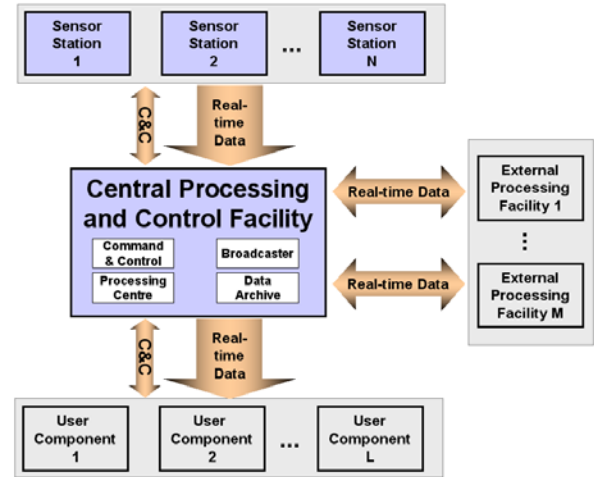 Sensor
Station
1
Sensor
Station
2
...
Sensor
Station
N
C&C
Real-
time
Data
Central Processing
and Control Facility
Command
& Control
Broadcaster
Processing
Centre
Data
Archive
Real-time Data
External
Processing
Facility 1
...
Real-time Data
External
Processing
Facility M
C&C
Real-
time
Data
User
Component
1
User
Component
2
...
User
Component
L